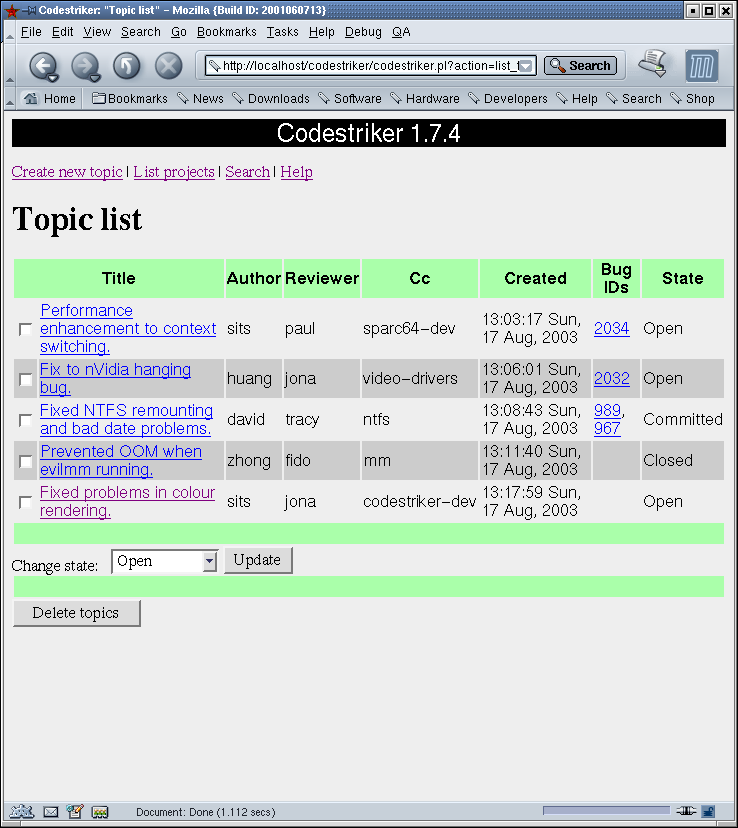 Codestriker: "Topic list" - Mozilla {Build ID: 2001060713}
File Edit View Search Go Bookmarks Tasks Help Debug QA
http://localhost/codestriker/codestriker.pl?action=list_t Search
Home Bookmarks News Downloads Software Hardware Developers Help Search Shop
Codestriker 1.7.4
Create new topic | List projects | Search | Help
Topic list
Title Author Reviewer Cc Created Bug IDs State
Performance enhancement to context switching. sits paul sparc64-dev 13:03:17 Sun, 17 Aug, 2003 2034 Open
Fix to nVidia hanging bug. huang jona video-drivers 13:06:01 Sun, 17 Aug, 2003 2032 Open
Fixed NTFS remounting and bad date problems. david tracy ntfs 13:08:43 Sun, 17 Aug, 2003 989, 967 Committed
Prevented OOM when evilmm running. zhong fido mm 13:11:40 Sun, 17 Aug, 2003 Closed
Fixed problems in colour rendering. sits jona codestriker-dev 13:17:59 Sun, 17 Aug, 2003 Open
Change state: Open Update
Delete topics
Document: Done (1.112 secs)